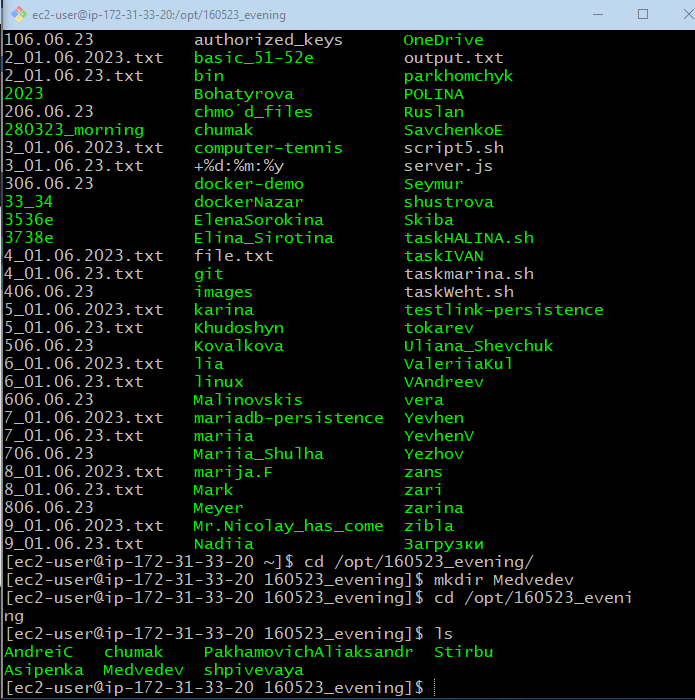 ec2-user@ip-172-31-33-20:/opt/160523_evening
106.06.23 authorized_keys OneDrive
2_01.06.2023.txt basic_51-52e output.txt
2_01.06.23.txt bin parkhomchyk
2023 Bohatyrova POLINA
206.06.23 chmo´d_files Ruslan
280323_morning chumak SavchenkoE
3_01.06.2023.txt computer-tennis script5.sh
3_01.06.23.txt +%d:%m:%y server.js
306.06.23 docker-demo Seymur
33_34 dockerNazar shustrova
3536e ElenaSorokina Skiba
3738e Elina_Sirotina taskHALINA.sh
4_01.06.2023.txt file.txt taskIVAN
4_01.06.23.txt git taskmarina.sh
406.06.23 images taskWeht.sh
5_01.06.2023.txt karina testlink-persistence
5_01.06.23.txt Khudoshyn tokarev
506.06.23 Kovalkova Uliana_Shevchuk
6_01.06.2023.txt lia ValeriiaKul
6_01.06.23.txt linux VAndreev
606.06.23 Malinovskis vera
7_01.06.2023.txt mariadb-persistence Yevhen
7_01.06.23.txt mariia YevhenV
706.06.23 Mariia_Shulha Yezhov
8_01.06.2023.txt marija.F zans
8_01.06.23.txt Mark zari
806.06.23 Meyer zarina
9_01.06.2023.txt Mr.Nicolay_has_come zibla
9_01.06.23.txt Nadiia Загрузки
[ec2-user@ip-172-31-33-20 ~]$ cd /opt/160523_evening/
[ec2-user@ip-172-31-33-20 160523_evening]$ mkdir Medvedev
[ec2-user@ip-172-31-33-20 160523_evening]$ cd /opt/160523_eveni
ng
[ec2-user@ip-172-31-33-20 160523_evening]$ ls
AndreiC chumak PakhamovichAliaksandr Stirbu
Asipenka Medvedev shpivevaya
[ec2-user@ip-172-31-33-20 160523_evening]$